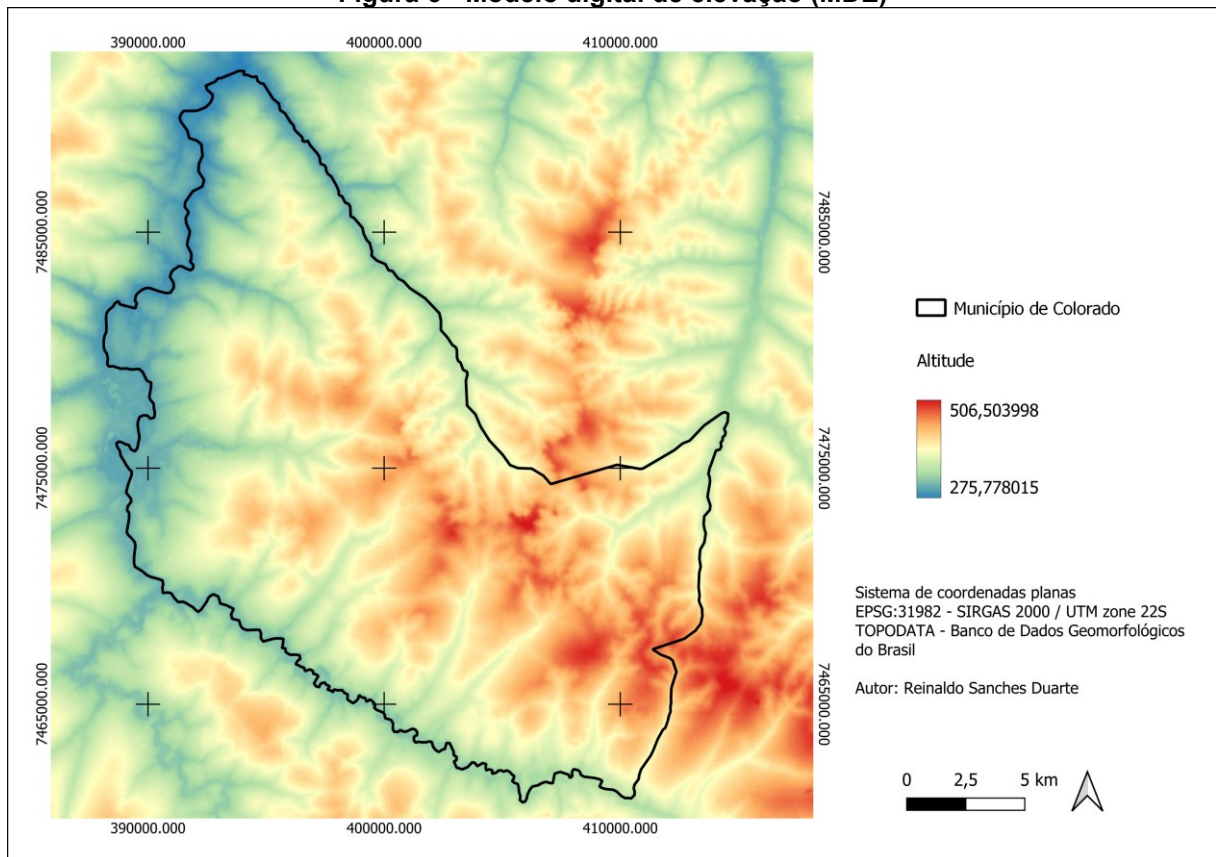 390000.000 400000.000 410000.000
7485000.000 7485000.000
7475000.000 7475000.000
7465000.000 7465000.000
390000.000 400000.000 410000.000
Município de Colorado
Altitude
506,503998
275,778015
Sistema de coordenadas planas
EPSG:31982 - SIRGAS 2000 / UTM zone 22S
TOPODATA - Banco de Dados Geomorfológicos
do Brasil
Autor: Reinaldo Sanches Duarte
0 2,5 5 km